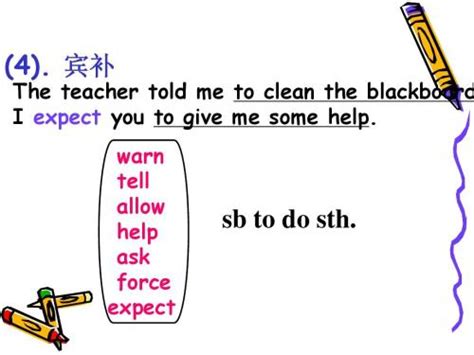 (4). 宾补
The teacher told me to clean the blackboard
I expect you to give me some help.
warn
tell
allow
help
ask
force
expect
sb to do sth.